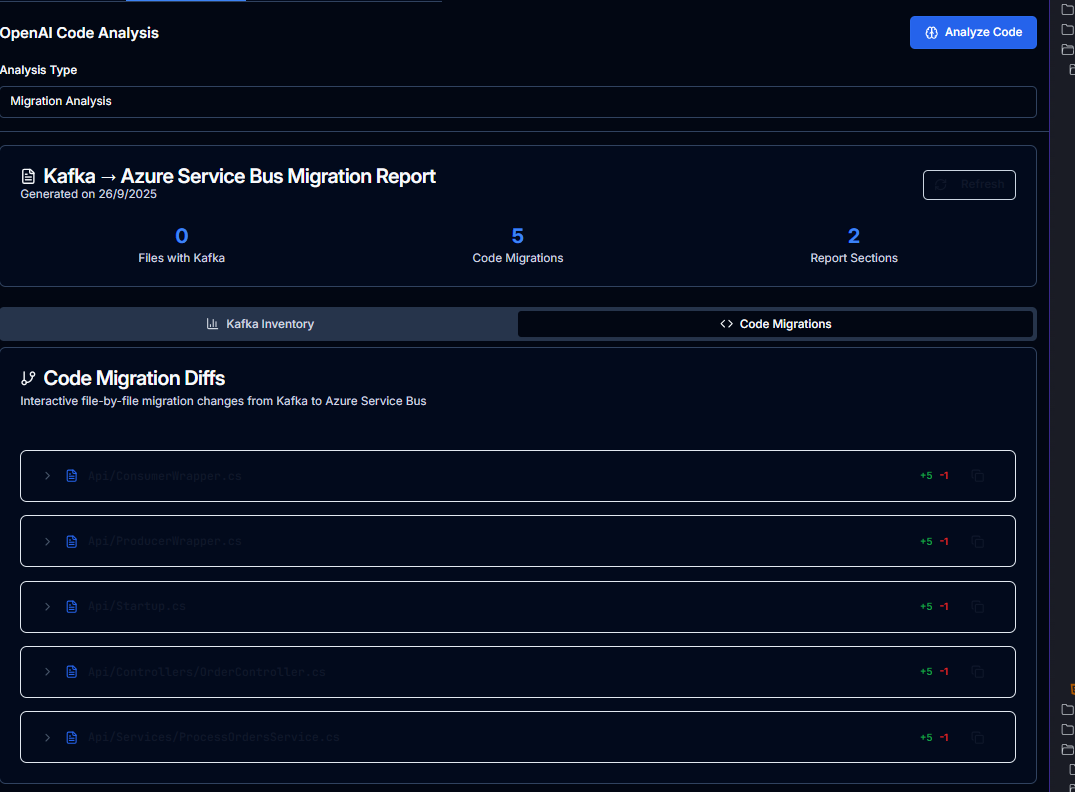 OpenAI Code Analysis
Analyze Code
Analysis Type
Migration Analysis
Kafka → Azure Service Bus Migration Report
Generated on 26/9/2025
Refresh
0
Files with Kafka
5
Code Migrations
2
Report Sections
Kafka Inventory
Code Migrations
Code Migration Diffs
Interactive file-by-file migration changes from Kafka to Azure Service Bus
Api/ConsumerWrapper.cs
+5 -1
Api/ProducerWrapper.cs
+5 -1
Api/Startup.cs
+5 -1
Api/Controllers/OrderController.cs
+5 -1
Api/Services/ProcessOrdersService.cs
+5 -1